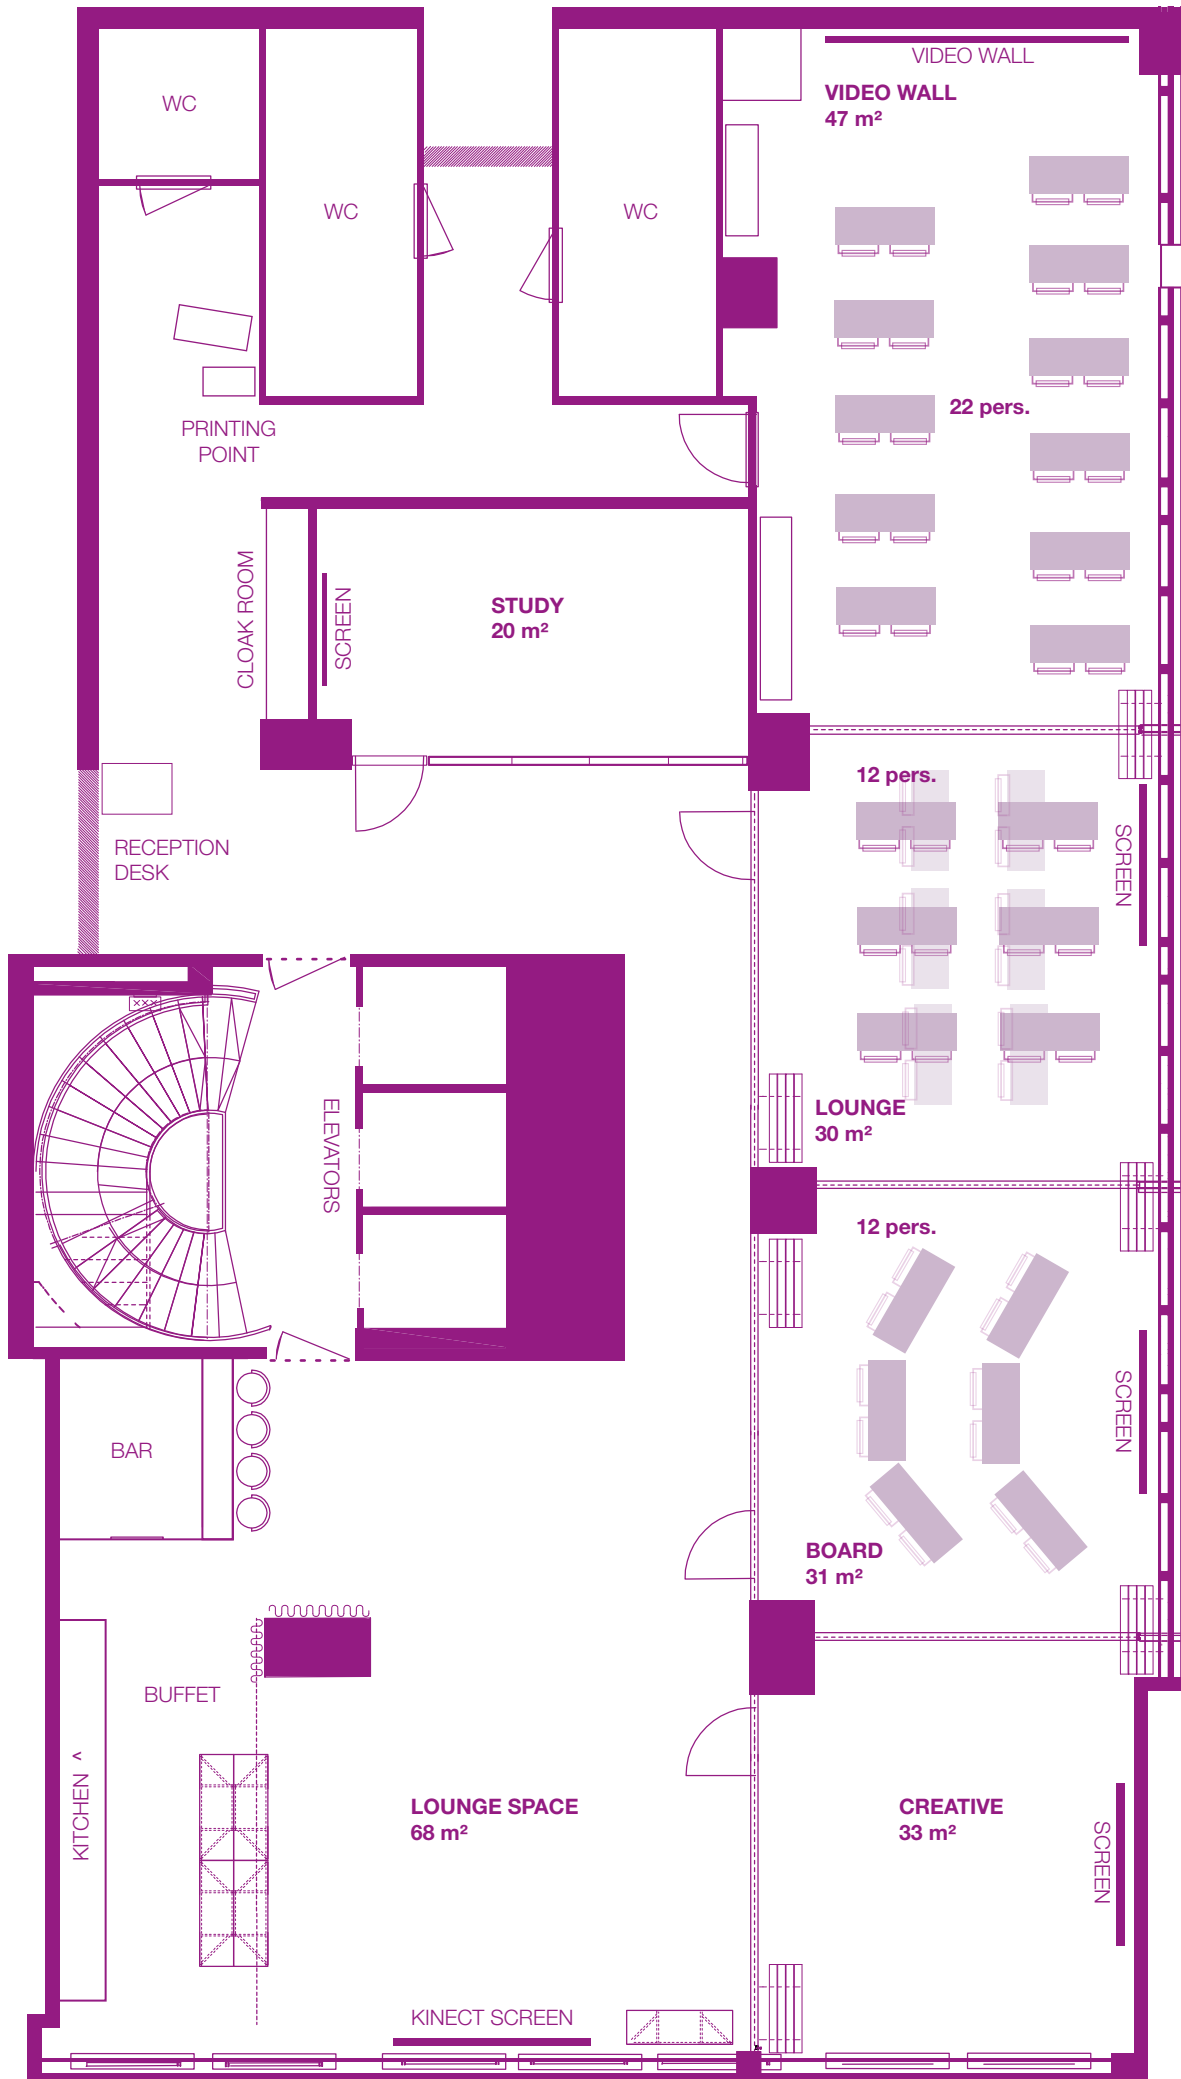 VIDEO WALL
VIDEO WALL
47 m²
WC
WC
WC
22 pers.
PRINTING
POINT
CLOAK ROOM
SCREEN
STUDY
20 m²
12 pers.
RECEPTION
DESK
SCREEN
ELEVATORS
LOUNGE
30 m²
12 pers.
SCREEN
BAR
BOARD
31 m²
BUFFET
KITCHEN <
LOUNGE SPACE
68 m²
CREATIVE
33 m²
SCREEN
KINECT SCREEN